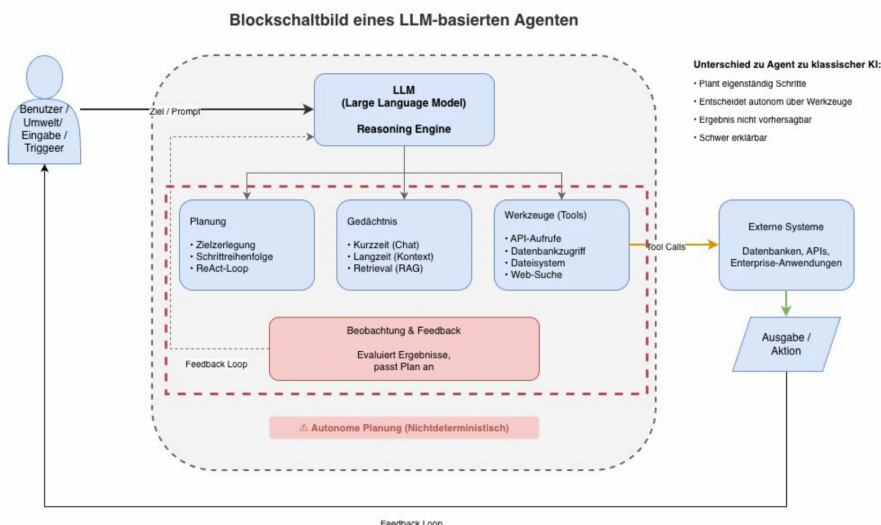 Blockschaltbild eines LLM-basierten Agenten
Benutzer /
Umwelt/
Eingabe /
Triggeer
Ziel / Prompt
LLM
(Large Language Model)
Reasoning Engine
Unterschied zu Agent zu klassischer KI:
• Plant eigenständig Schritte
• Entscheidet autonom über Werkzeuge
• Ergebnis nicht vorhersagbar
• Schwer erklärbar
Planung
• Zielzerlegung
• Schrittreihenfolge
• ReAct-Loop
Gedächtnis
• Kurzzeit (Chat)
• Langzeit (Kontext)
• Retrieval (RAG)
Werkzeuge (Tools)
• API-Aufrufe
• Datenbankzugriff
• Dateisystem
• Web-Suche
Tool Calls
Externe Systeme
Datenbanken, APIs,
Enterprise-Anwendungen
Beobachtung & Feedback
Evaluiert Ergebnisse,
passt Plan an
Feedback Loop
Ausgabe /
Aktion
⚠ Autonome Planung (Nichtdeterministisch)
Feedback Loop